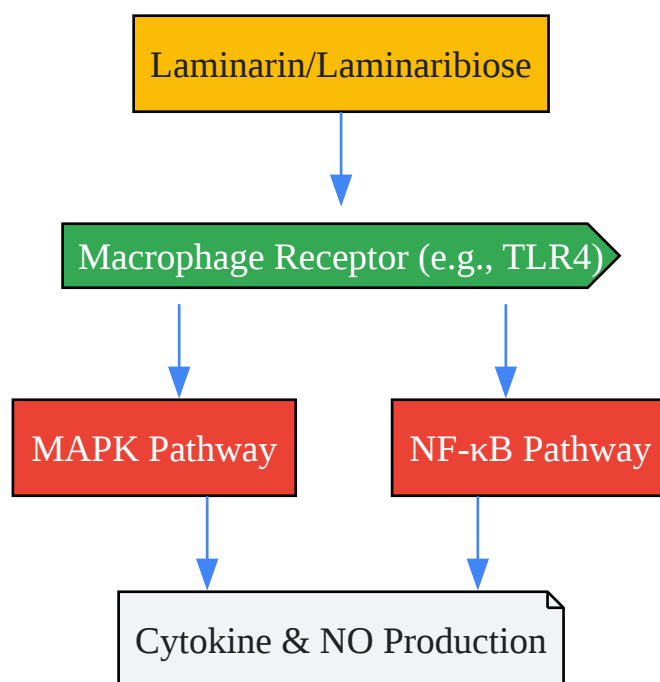 Laminarin/Laminaribiose
Macrophage Receptor (e.g., TLR4)
MAPK Pathway
NF-κB Pathway
Cytokine & NO Production